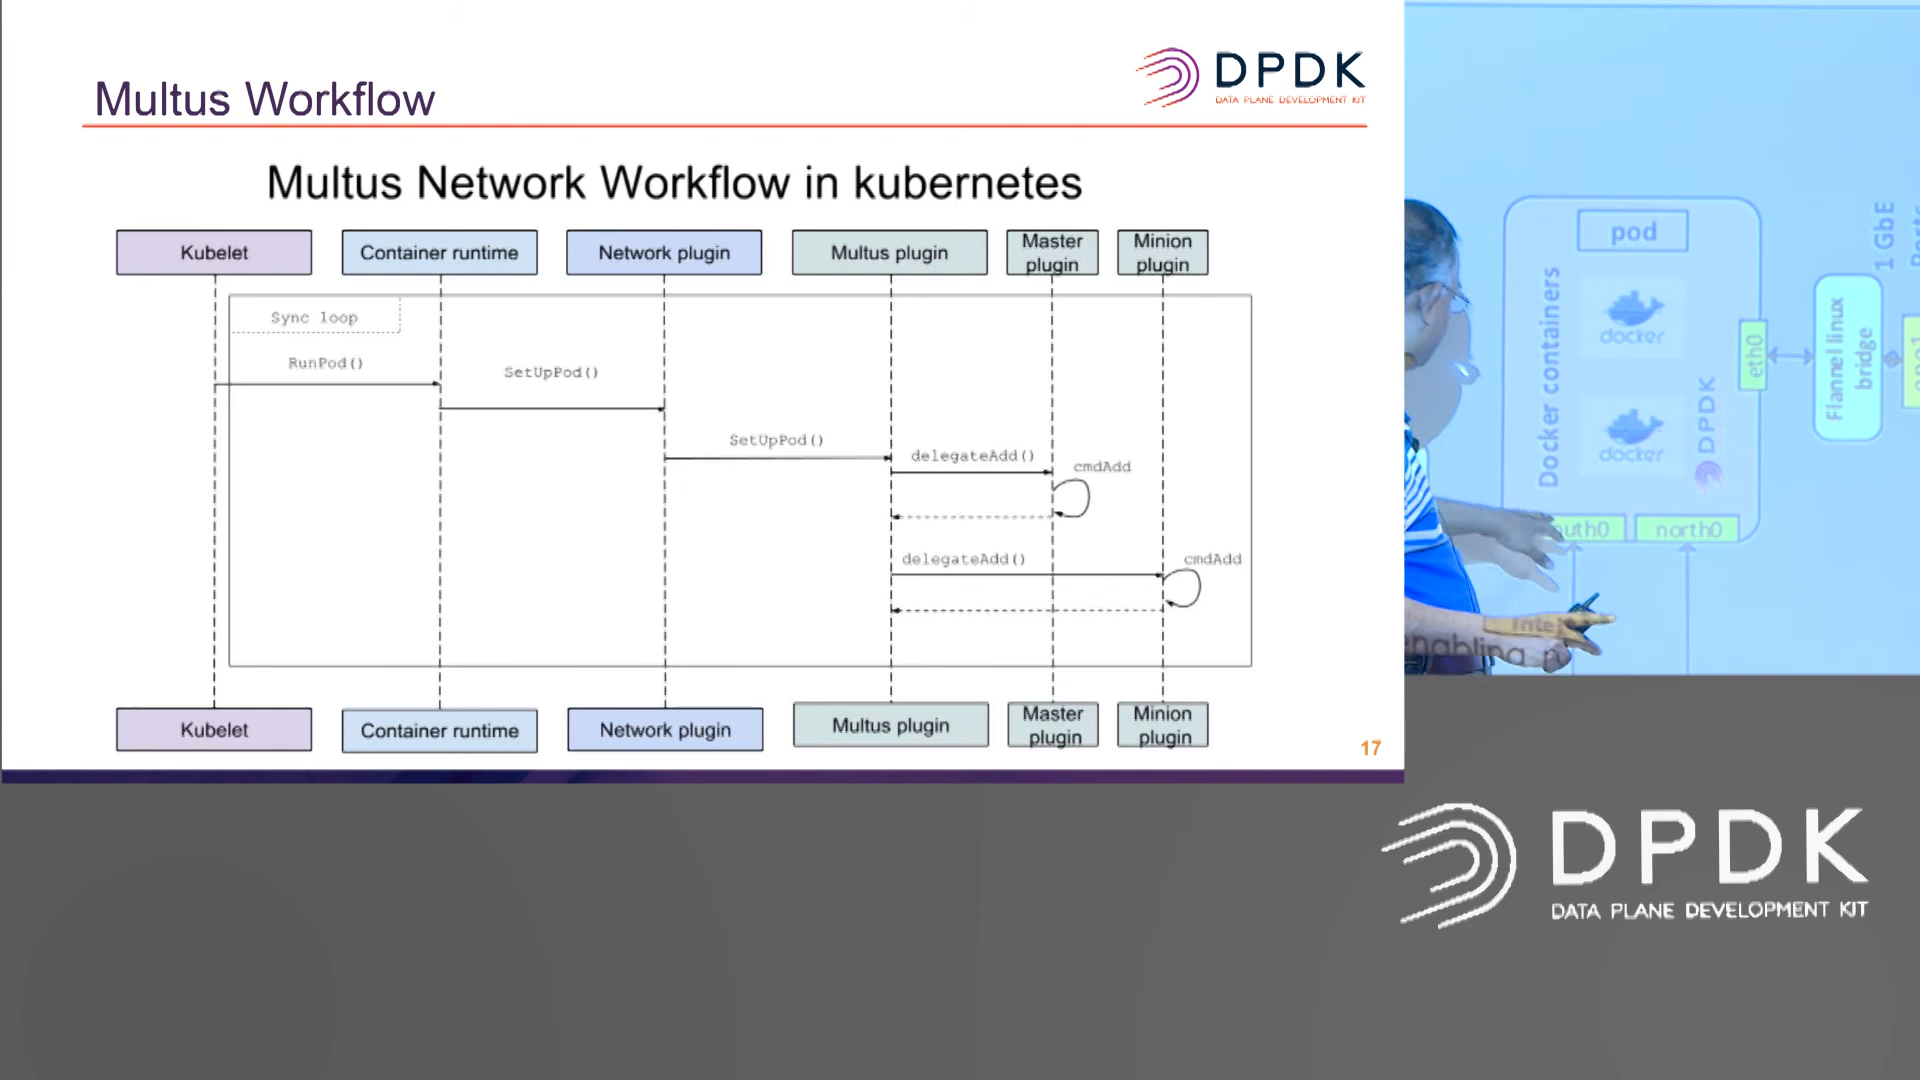 Multus Workflow
DPDK
DATA PLANE DEVELOPMENT KIT
Multus Network Workflow in kubernetes
Kubelet
Container runtime
Network plugin
Multus plugin
Master plugin
Minion plugin
Sync loop
RunPod()
SetUpPod()
SetUpPod()
delegateAdd()
cmdAdd
delegateAdd()
cmdAdd
Kubelet
Container runtime
Network plugin
Multus plugin
Master plugin
Minion plugin
17
pod
Docker containers
docker
docker
DPDK
eth0
Flannel linux bridge
1 GbE
north0
DPDK
DATA PLANE DEVELOPMENT KIT